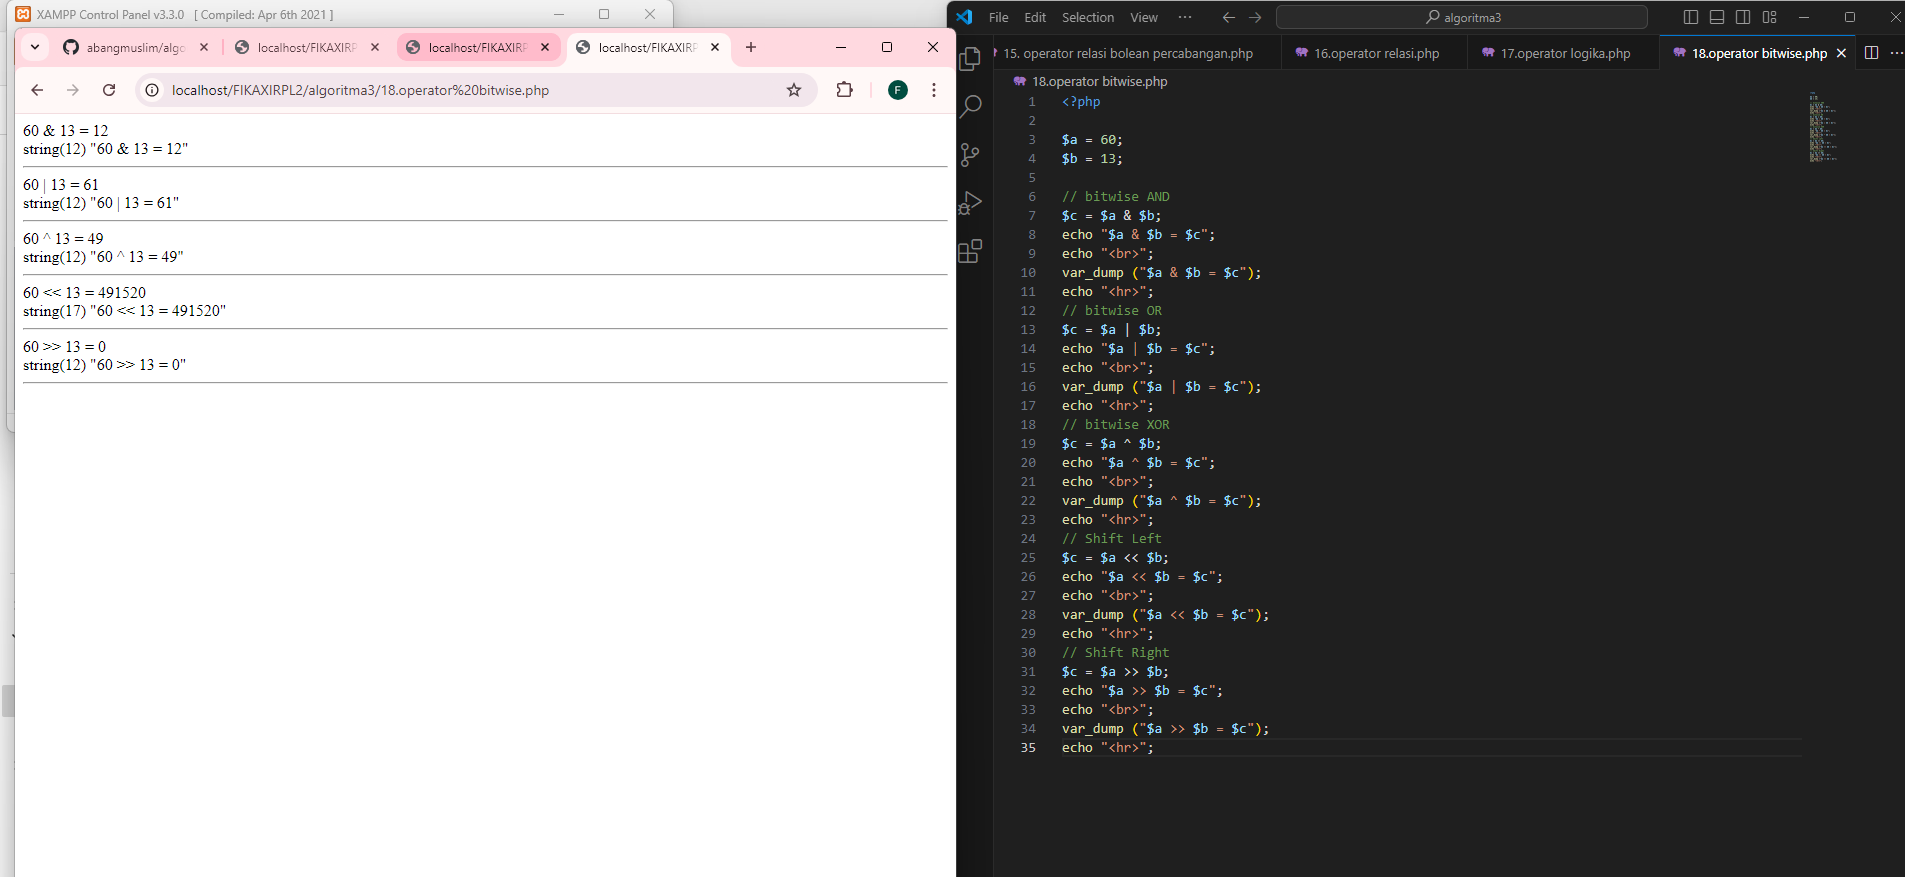 XAMPP Control Panel v3.3.0 [ Compiled: Apr 6th 2021 ]
abangmuslim/algo
localhost/FIKAXIRP
localhost/FIKAXIRP
localhost/FIKAXIRP
localhost/FIKAXIRPL2/algoritma3/18.operator%20bitwise.php
F
60 & 13 = 12
string(12) "60 & 13 = 12"
60 | 13 = 61
string(12) "60 | 13 = 61"
60 ^ 13 = 49
string(12) "60 ^ 13 = 49"
60 << 13 = 491520
string(17) "60 << 13 = 491520"
60 >> 13 = 0
string(12) "60 >> 13 = 0"
File Edit Selection View ···
algoritma3
15. operator relasi bolean percabangan.php
16.operator relasi.php
17.operator logika.php
18.operator bitwise.php
18.operator bitwise.php
1 <?php
2
3 $a = 60;
4 $b = 13;
5
6 // bitwise AND
7 $c = $a & $b;
8 echo "$a & $b = $c";
9 echo "<br>";
10 var_dump ("$a & $b = $c");
11 echo "<hr>";
12 // bitwise OR
13 $c = $a | $b;
14 echo "$a | $b = $c";
15 echo "<br>";
16 var_dump ("$a | $b = $c");
17 echo "<hr>";
18 // bitwise XOR
19 $c = $a ^ $b;
20 echo "$a ^ $b = $c";
21 echo "<br>";
22 var_dump ("$a ^ $b = $c");
23 echo "<hr>";
24 // Shift Left
25 $c = $a << $b;
26 echo "$a << $b = $c";
27 echo "<br>";
28 var_dump ("$a << $b = $c");
29 echo "<hr>";
30 // Shift Right
31 $c = $a >> $b;
32 echo "$a >> $b = $c";
33 echo "<br>";
34 var_dump ("$a >> $b = $c");
35 echo "<hr>";